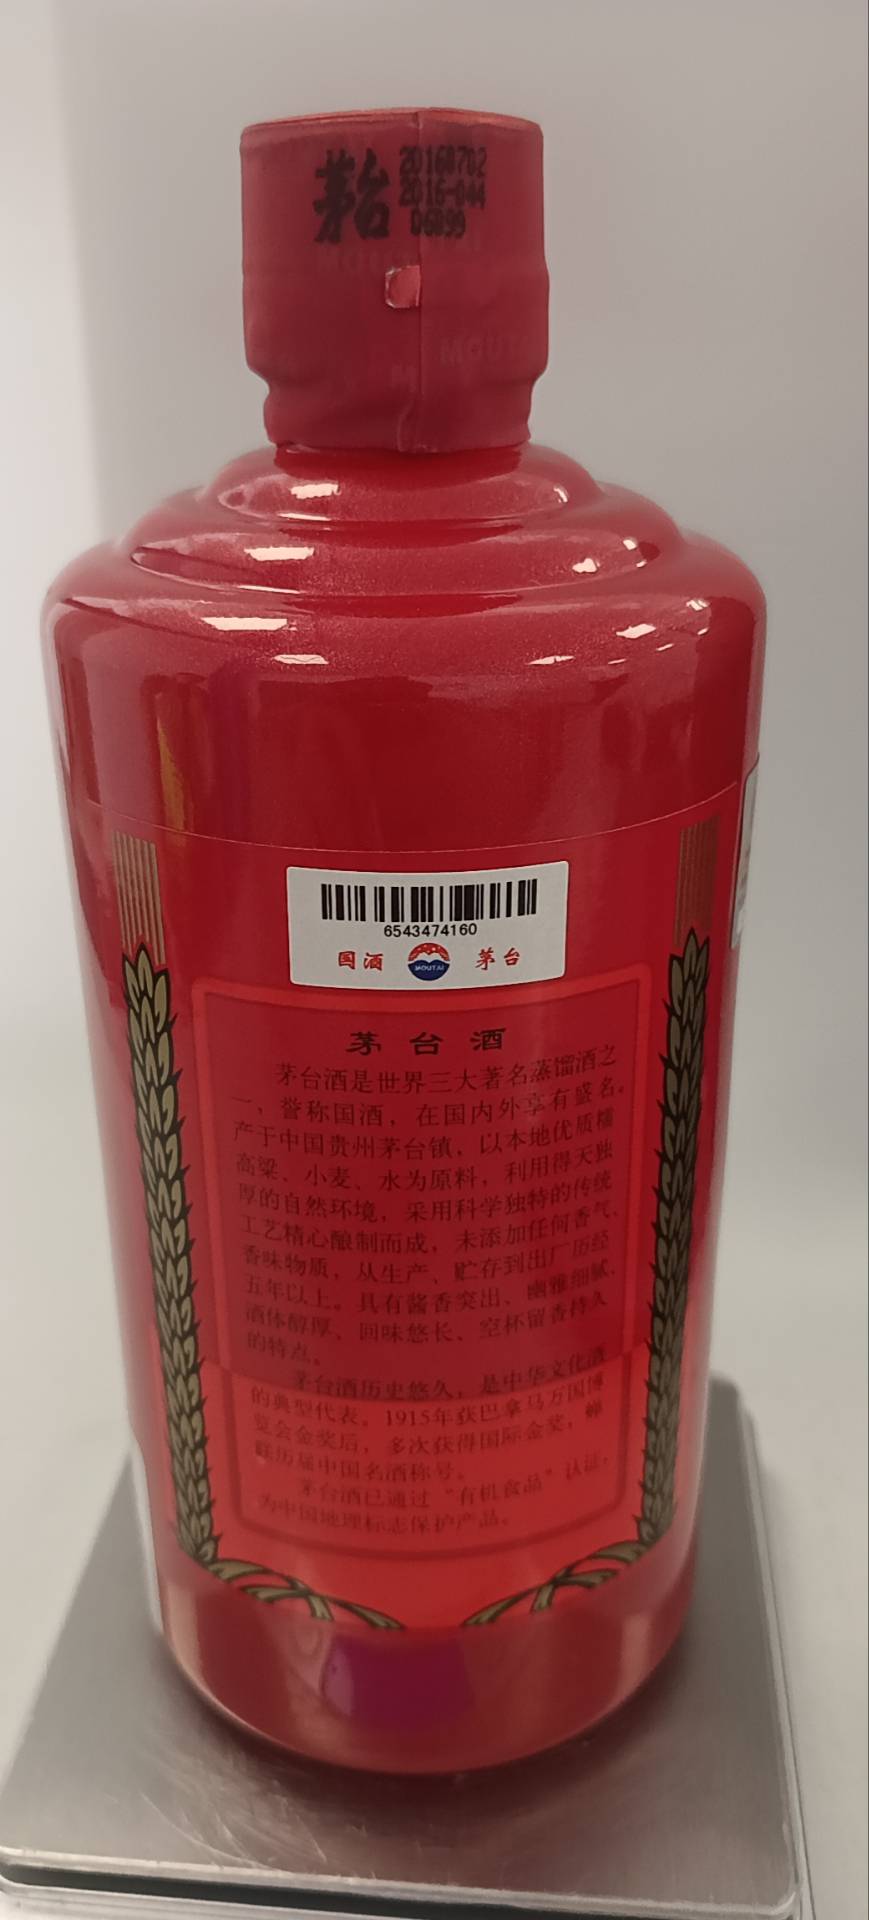 茅台
20160702
2016-044
06899
MOUTAI
6543474160
国酒
MOUTAI
茅台
茅台酒
茅台酒是世界三大著名蒸馏酒之
一，誉称国酒，在国内外享有盛名。
产于中国贵州茅台镇，以本地优质糯
高粱、小麦、水为原料，利用得天独
厚的自然环境，采用科学独特的传统
工艺精心酿制而成，未添加任何香气、
香味物质，从生产、贮存到出厂历经
五年以上。具有酱香突出、幽雅细腻、
酒体醇厚、回味悠长、空杯留香持久
的特点。
茅台酒历史悠久，是中华文化酒
的典型代表。1915年获巴拿马万国博
览会金奖后，多次获得国际金奖，蝉
联历届中国名酒称号。
茅台酒已通过“有机食品”认证，
为中国地理标志保护产品。